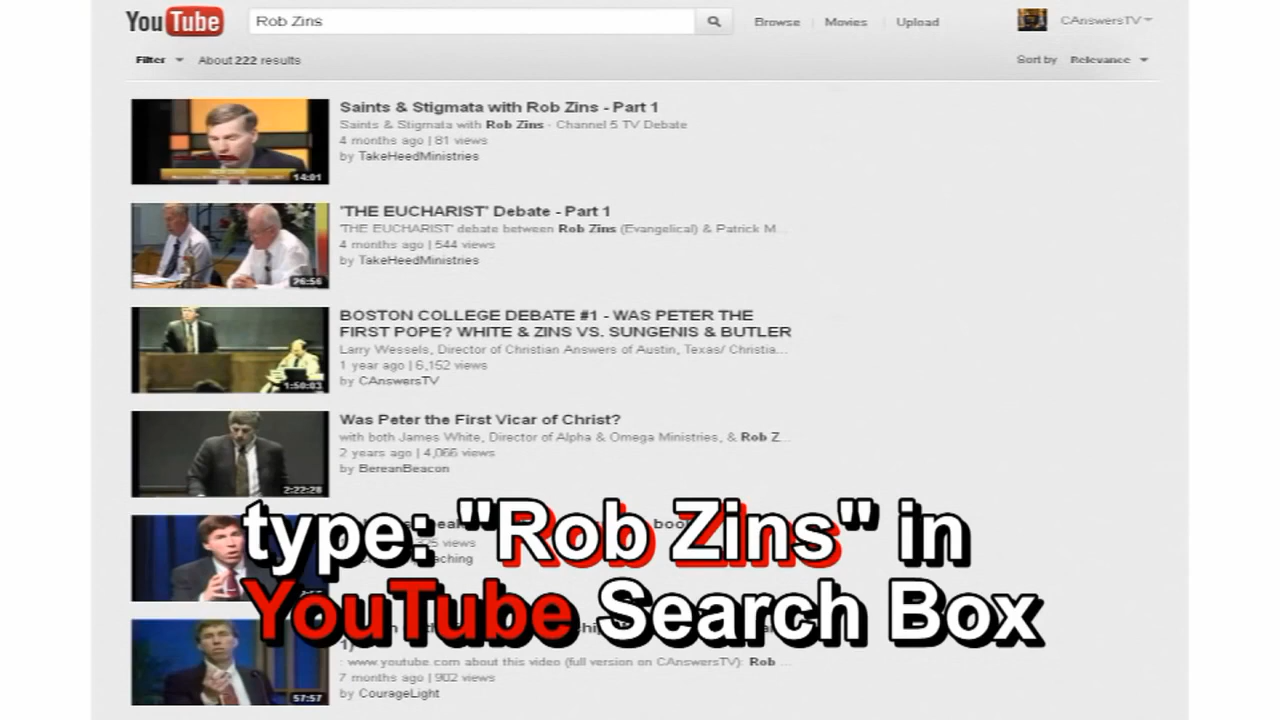 YouTube
Rob Zins
Browse | Movies | Upload
CAnswersTV
Filter
About 222 results
Sort by Relevance
Saints & Stigmata with Rob Zins - Part 1
Saints & Stigmata with Rob Zins - Channel 5 TV Debate
4 months ago | 81 views
by TakeHeedMinistries
14:01
'THE EUCHARIST' Debate - Part 1
'THE EUCHARIST' debate between Rob Zins (Evangelical) & Patrick M...
4 months ago | 544 views
by TakeHeedMinistries
26:56
BOSTON COLLEGE DEBATE #1 - WAS PETER THE
FIRST POPE? WHITE & ZINS VS. SUNGENIS & BUTLER
Larry Wessels, Director of Christian Answers of Austin, Texas/ Christia...
1 year ago | 6,152 views
by CAnswersTV
1:50:03
Was Peter the First Vicar of Christ?
with both James White, Director of Alpha & Omega Ministries, & Rob Z...
2 years ago | 4,066 views
by BereanBeacon
2:22:28
type: "Rob Zins" in
views
YouTube Search Box
: www.youtube.com about this video (full version on CAnswersTV): Rob ...
7 months ago | 902 views
by CourageLight
57:57